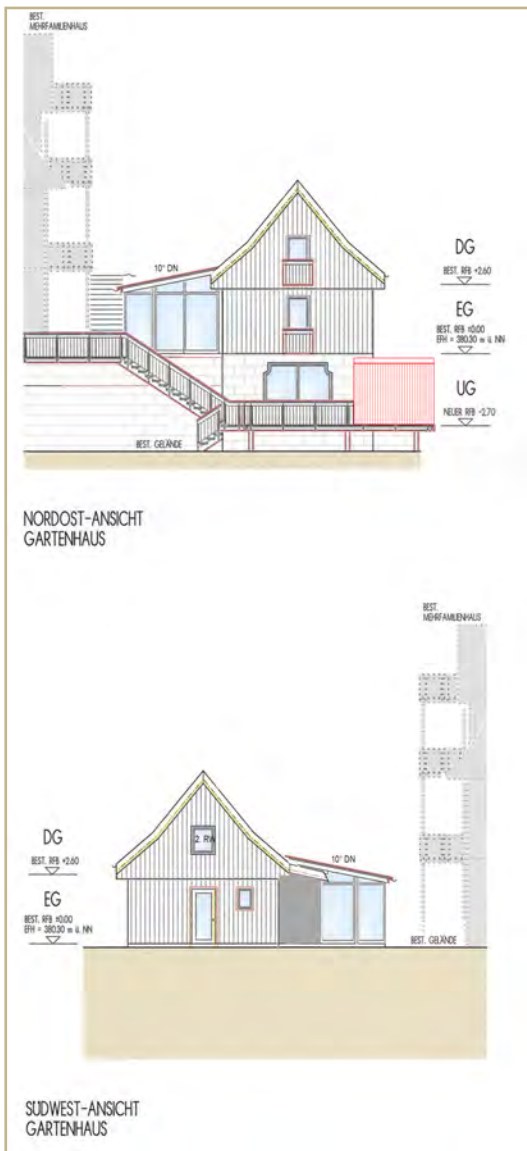 BEST.
MEHRFAMILIENHAUS
10° DN
DG
BEST. RFB +2.60
EG
BEST. RFB ±0.00
EFH = 380.30 m ü. NN
UG
NEUER RFB -2.70
BEST. GELÄNDE
NORDOST-ANSICHT
GARTENHAUS
BEST.
MEHRFAMILIENHAUS
2. RW
10° DN
DG
BEST. RFB +2.60
EG
BEST. RFB ±0.00
EFH = 380.30 m ü. NN
BEST. GELÄNDE
SÜDWEST-ANSICHT
GARTENHAUS